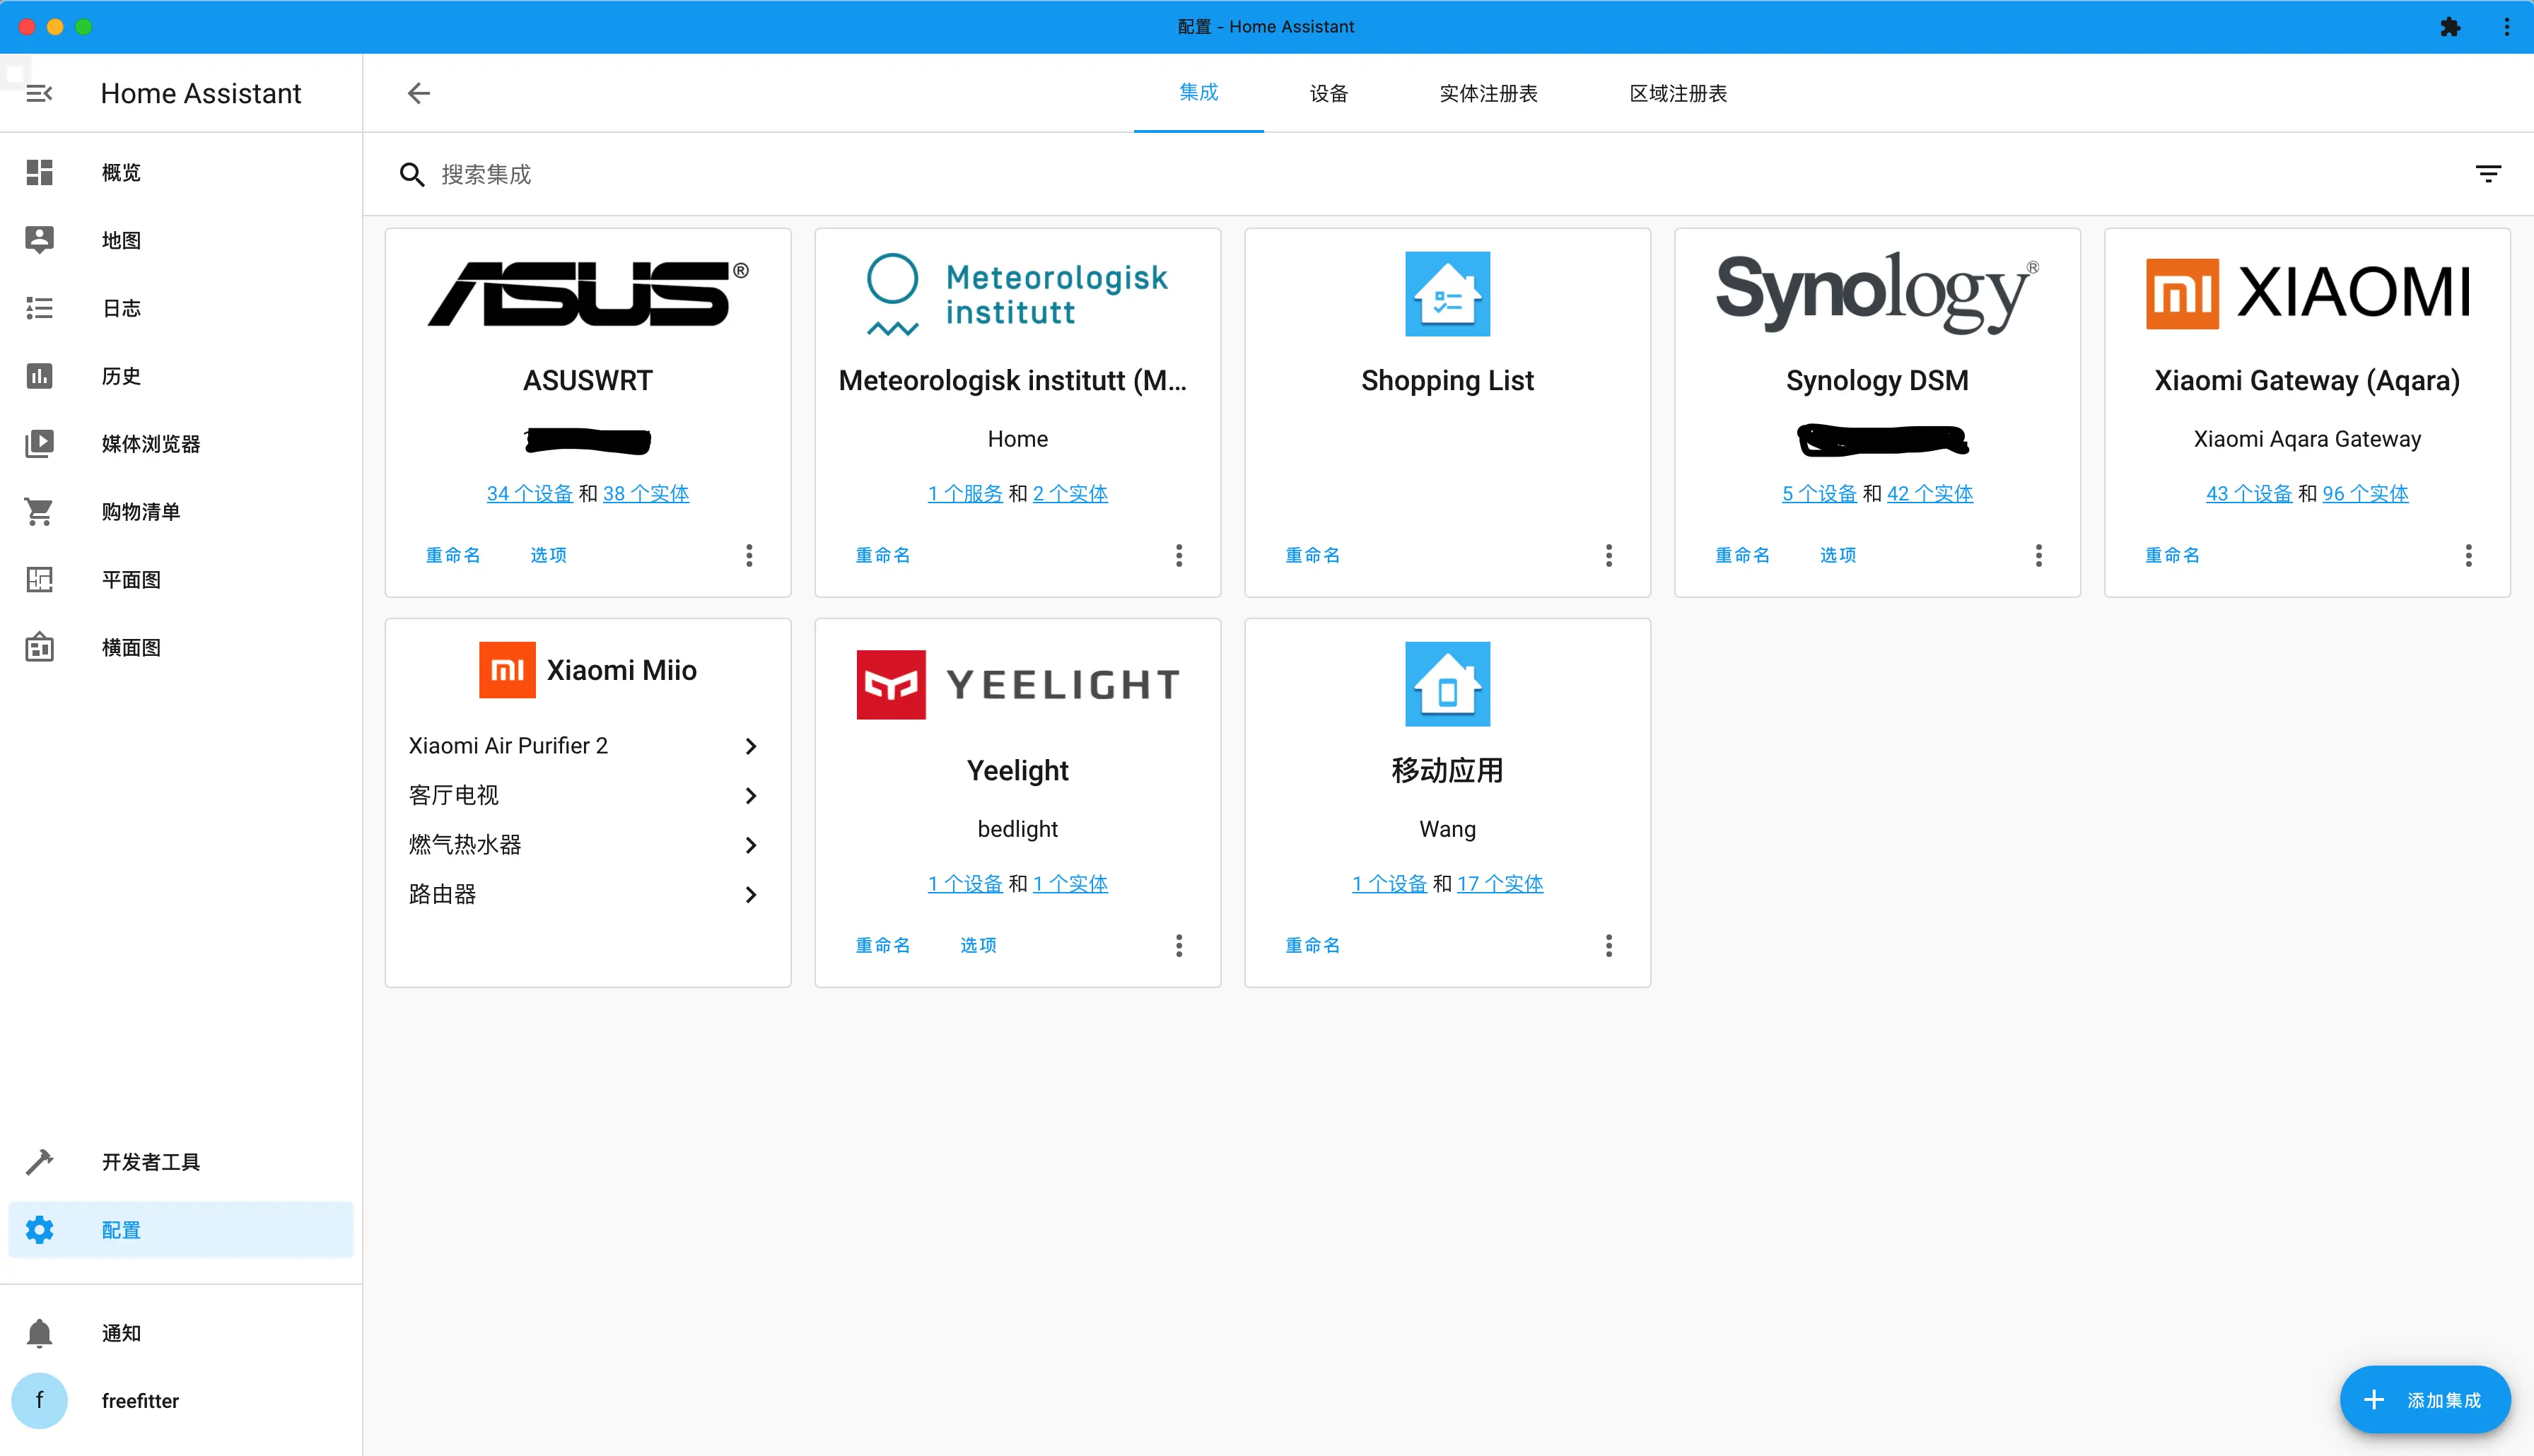 配置 - Home Assistant
Home Assistant
集成
设备
实体注册表
区域注册表
搜索集成
概览
地图
日志
历史
媒体浏览器
购物清单
平面图
横面图
开发者工具
配置
通知
f
freefitter
ASUS®
ASUSWRT
34 个设备 和 38 个实体
重命名 选项
Meteorologisk
institutt
Meteorologisk institutt (M...
Home
1 个服务 和 2 个实体
重命名
Shopping List
重命名
Synology®
Synology DSM
5 个设备 和 42 个实体
重命名 选项
mi XIAOMI
Xiaomi Gateway (Aqara)
Xiaomi Aqara Gateway
43 个设备 和 96 个实体
重命名
mi Xiaomi Miio
Xiaomi Air Purifier 2
客厅电视
燃气热水器
路由器
YEELIGHT
Yeelight
bedlight
1 个设备 和 1 个实体
重命名 选项
移动应用
Wang
1 个设备 和 17 个实体
重命名
添加集成